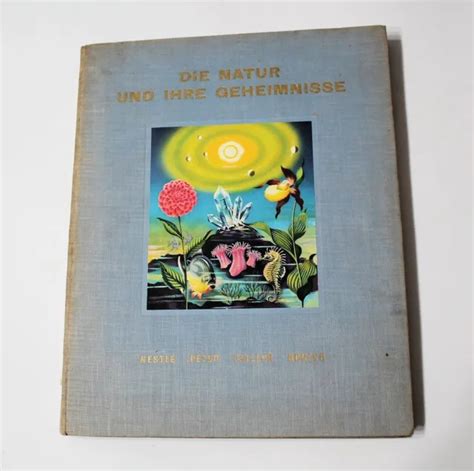 DIE NATUR
UND IHRE GEHEIMNISSE
NESTLE PETER CAILLER KOHLER